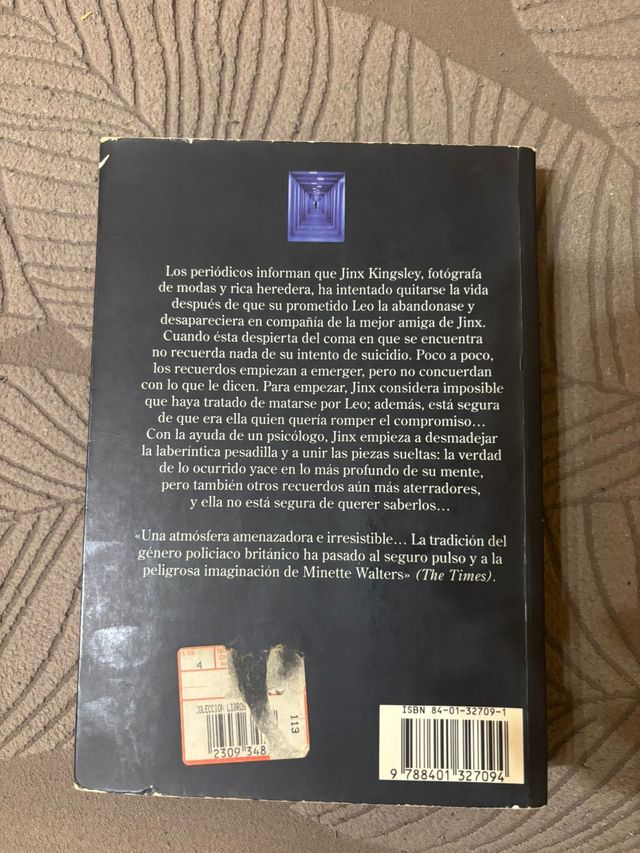 Los periódicos informan que Jinx Kingsley, fotógrafa
de modas y rica heredera, ha intentado quitarse la vida
después de que su prometido Leo la abandonase y
desapareciera en compañía de la mejor amiga de Jinx.
Cuando ésta despierta del coma en que se encuentra
no recuerda nada de su intento de suicidio. Poco a poco,
los recuerdos empiezan a emerger, pero no concuerdan
con lo que le dicen. Para empezar, Jinx considera imposible
que haya tratado de matarse por Leo; además, está segura
de que era ella quien quería romper el compromiso…
Con la ayuda de un psicólogo, Jinx empieza a desmadejar
la laberíntica pesadilla y a unir las piezas sueltas: la verdad
de lo ocurrido yace en lo más profundo de su mente,
pero también otros recuerdos aún más aterradores,
y ella no está segura de querer saberlos…
«Una atmósfera amenazadora e irresistible… La tradición del
género policiaco británico ha pasado al seguro pulso y a la
peligrosa imaginación de Minette Walters» (The Times).
4
COLECCION LIBROS
113
2309 348
ISBN 84-01-32709-1
9 788401 327094